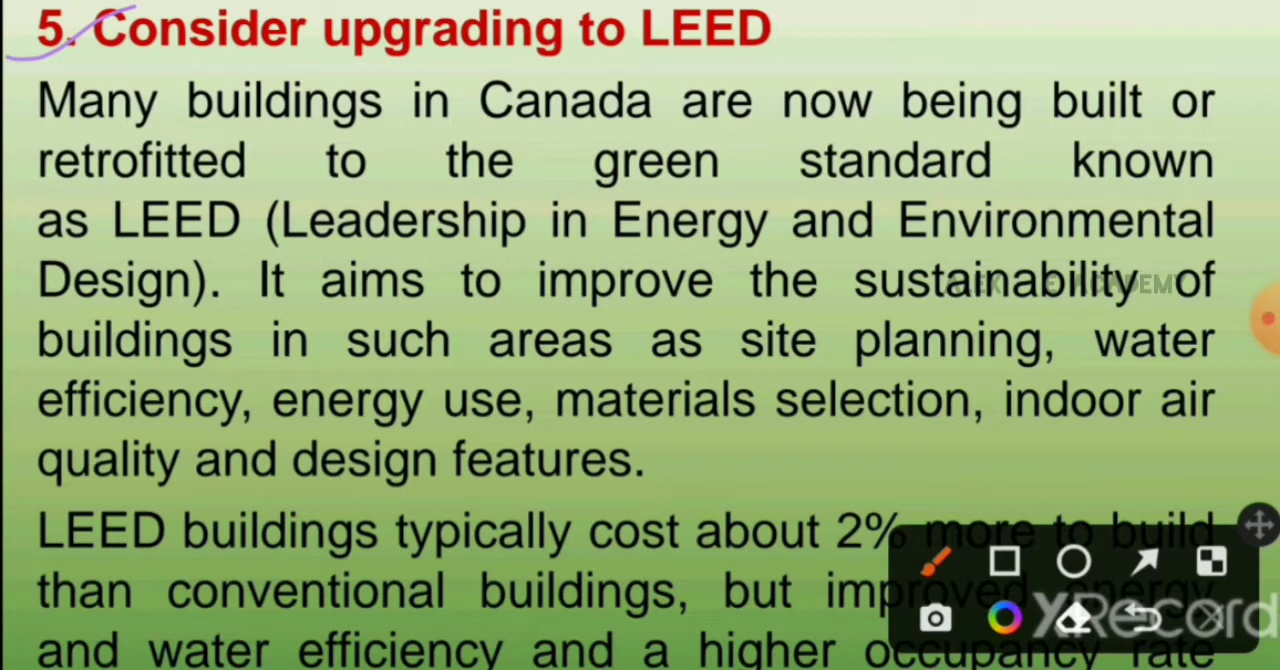 5. Consider upgrading to LEED
Many buildings in Canada are now being built or
retrofitted to the green standard known
as LEED (Leadership in Energy and Environmental
Design). It aims to improve the sustainability of
buildings in such areas as site planning, water
efficiency, energy use, materials selection, indoor air
quality and design features.
LEED buildings typically cost about 2% more to build
than conventional buildings, but improved energy
and water efficiency and a higher occupancy rate
XRecord